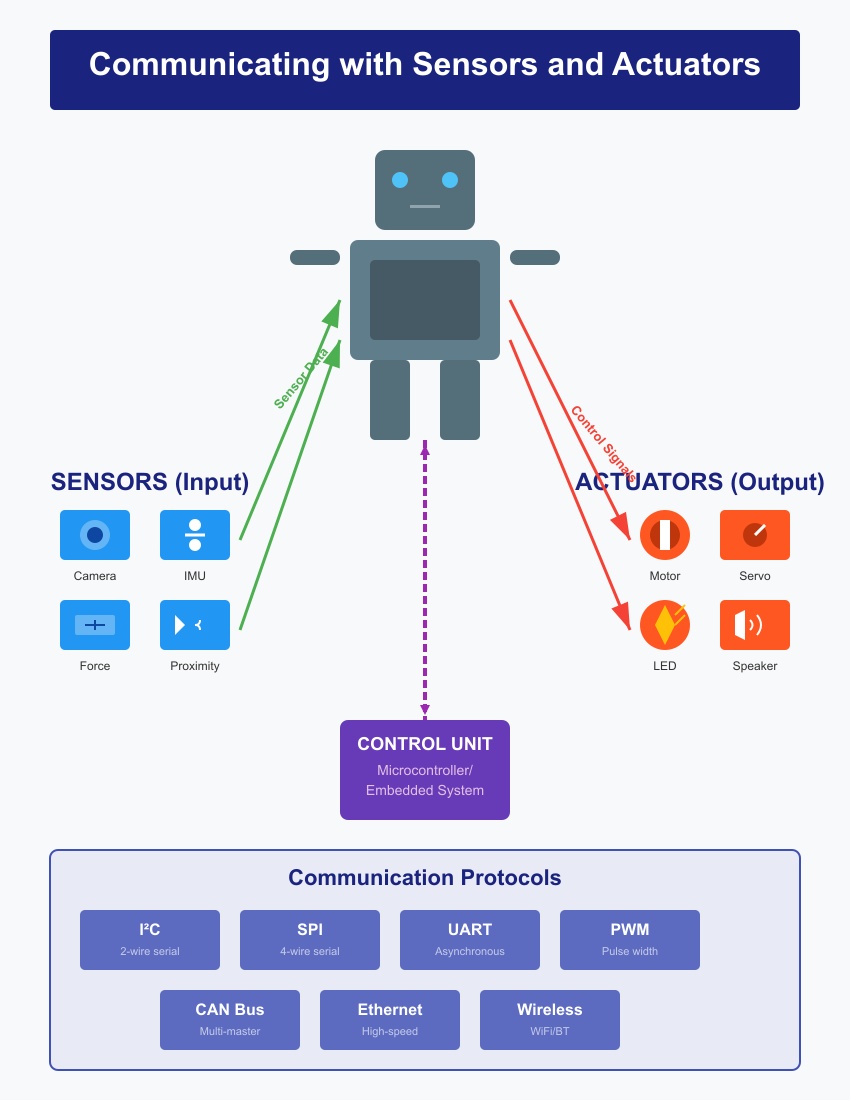 Communicating with Sensors and Actuators
Sensor Data
Control Signals
SENSORS (Input)
ACTUATORS (Output)
Camera
IMU
Motor
Servo
Force
Proximity
LED
Speaker
CONTROL UNIT
Microcontroller/
Embedded System
Communication Protocols
I²C
2-wire serial
SPI
4-wire serial
UART
Asynchronous
PWM
Pulse width
CAN Bus
Multi-master
Ethernet
High-speed
Wireless
WiFi/BT